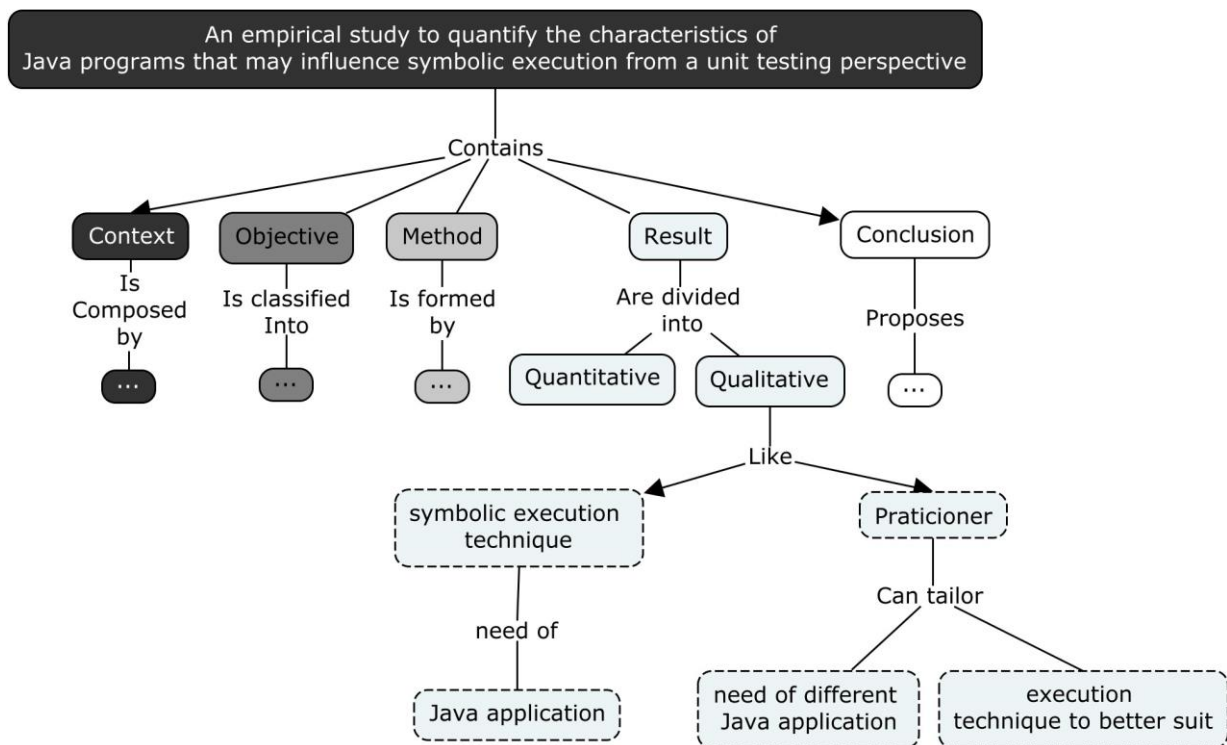 An empirical study to quantify the characteristics of
Java programs that may influence symbolic execution from a unit testing perspective
Contains
Context
Objective
Method
Result
Conclusion
Is
Composed
by
Is classified
Into
Is formed
by
Are divided
into
Proposes
...
...
...
Quantitative
Qualitative
...
Like
symbolic execution
technique
Praticioner
need of
Can tailor
Java application
need of different
Java application
execution
technique to better suit